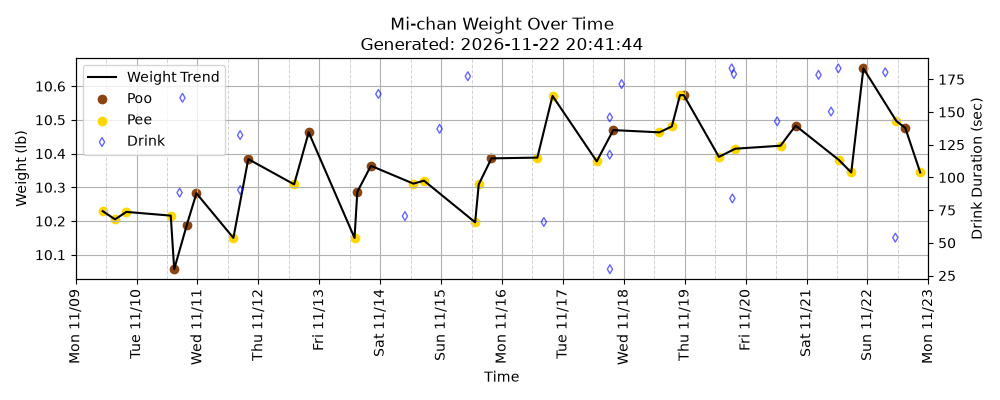 Mi-chan Weight Over Time
Generated: 2026-11-22 20:41:44
Weight Trend
Poo
Pee
Drink
Weight (lb)
10.6
10.5
10.4
10.3
10.2
10.1
175
150
125
100
75
50
25
Drink Duration (sec)
Mon 11/09
Tue 11/10
Wed 11/11
Thu 11/12
Fri 11/13
Sat 11/14
Sun 11/15
Mon 11/16
Tue 11/17
Wed 11/18
Thu 11/19
Fri 11/20
Sat 11/21
Sun 11/22
Mon 11/23
Time